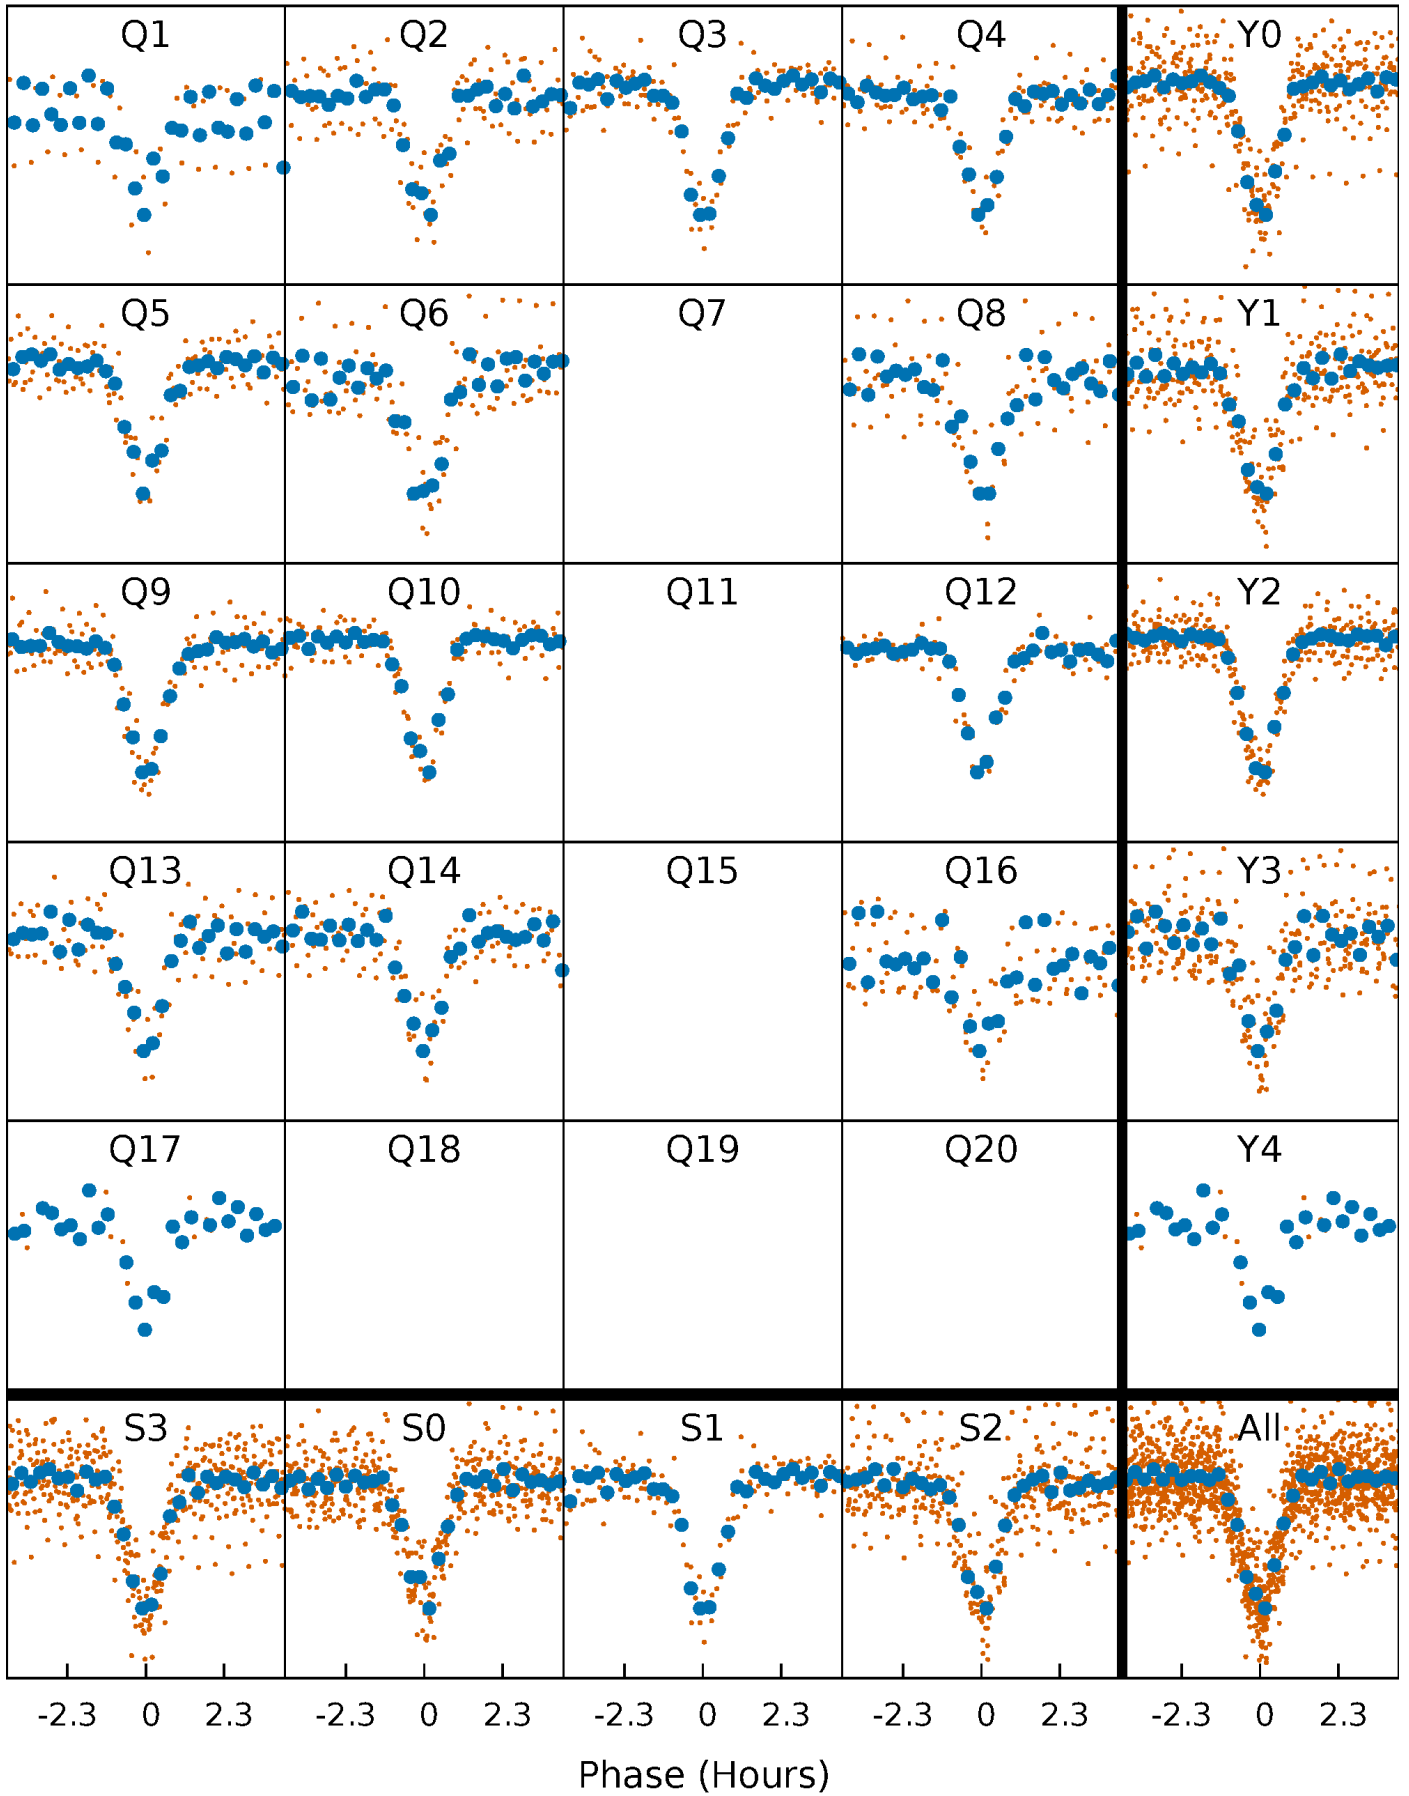 Q1 Q2 Q3 Q4 Y0
Q5 Q6 Q7 Q8 Y1
Q9 Q10 Q11 Q12 Y2
Q13 Q14 Q15 Q16 Y3
Q17 Q18 Q19 Q20 Y4
S3 S0 S1 S2 All
-2.3 0 2.3 -2.3 0 2.3 -2.3 0 2.3 -2.3 0 2.3 -2.3 0 2.3
Phase (Hours)